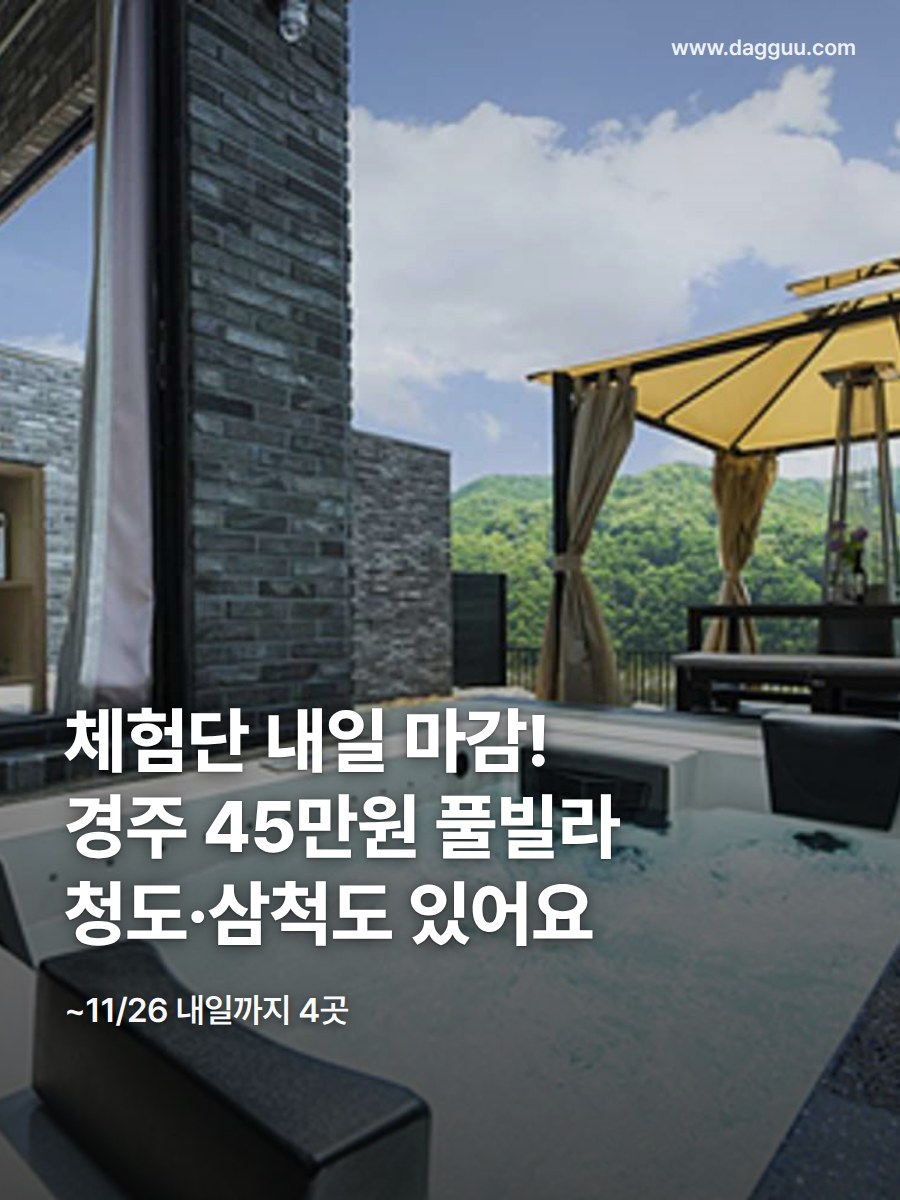 www.dagguu.com
체험단 내일 마감!
경주 45만원 풀빌라
청도·삼척도 있어요
~11/26 내일까지 4곳